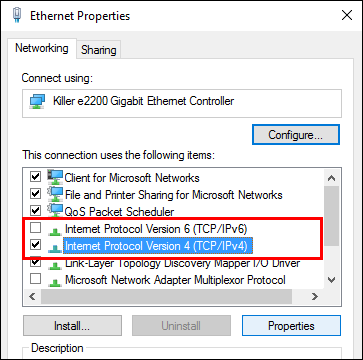 Ethernet Properties
Networking
Sharing
Connect using:
Killer e2200 Gigabit Ethernet Controller
Configure...
This connection uses the following items:
Client for Microsoft Networks
File and Printer Sharing for Microsoft Networks
QoS Packet Scheduler
Internet Protocol Version 6 (TCP/IPv6)
Internet Protocol Version 4 (TCP/IPv4)
Link-Layer Topology Discovery Mapper I/O Driver
Microsoft Network Adapter Multiplexor Protocol
Install...
Uninstall
Properties
Description